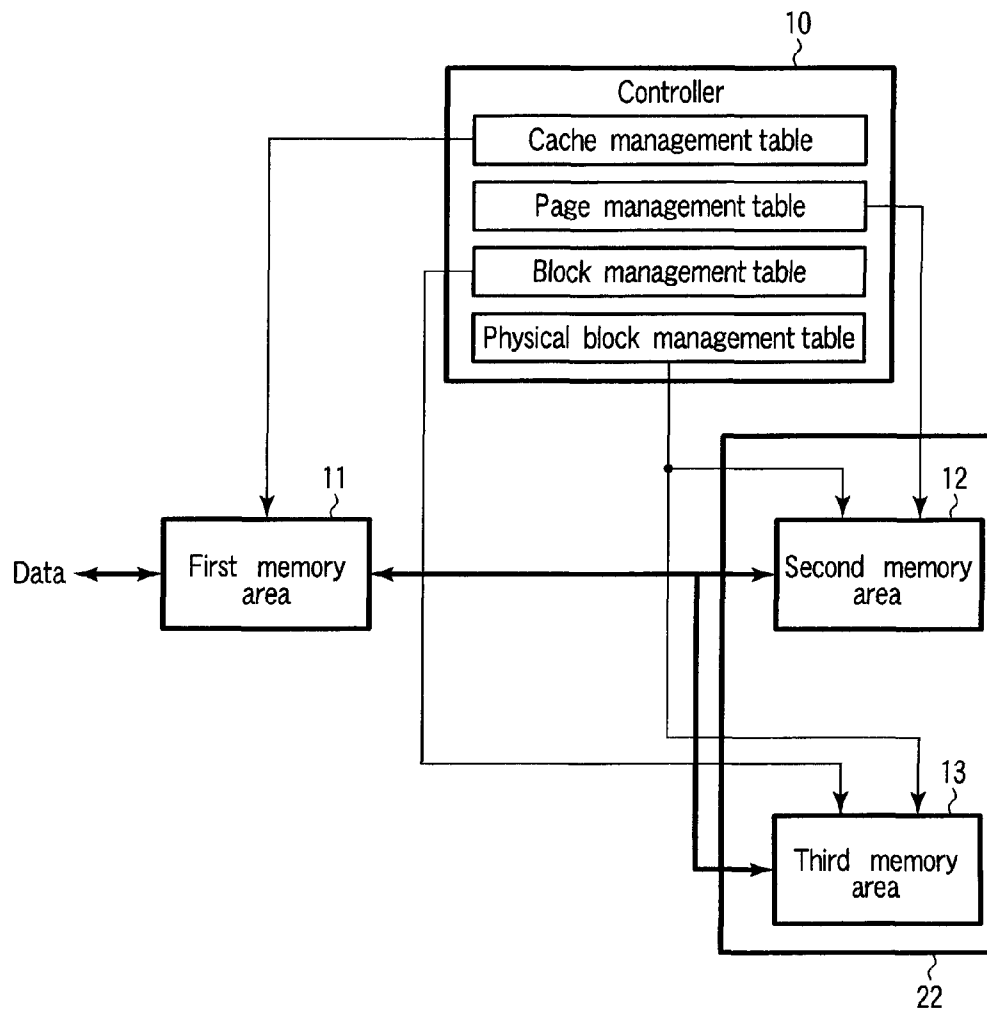 10
Controller
Cache management table
Page management table
Block management table
Physical block management table
11
12
Data
First memory
area
Second memory
area
13
Third memory
area
22